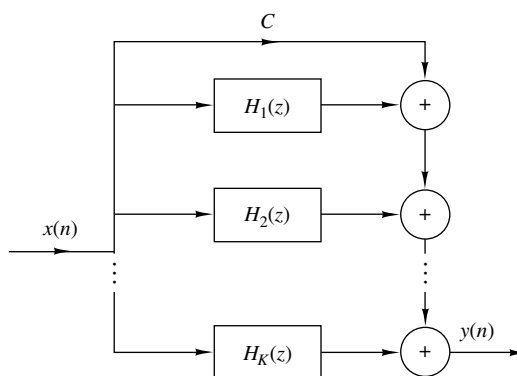 C
H₁(z)
+
H₂(z)
+
x(n)
H_K(z)
+
y(n)